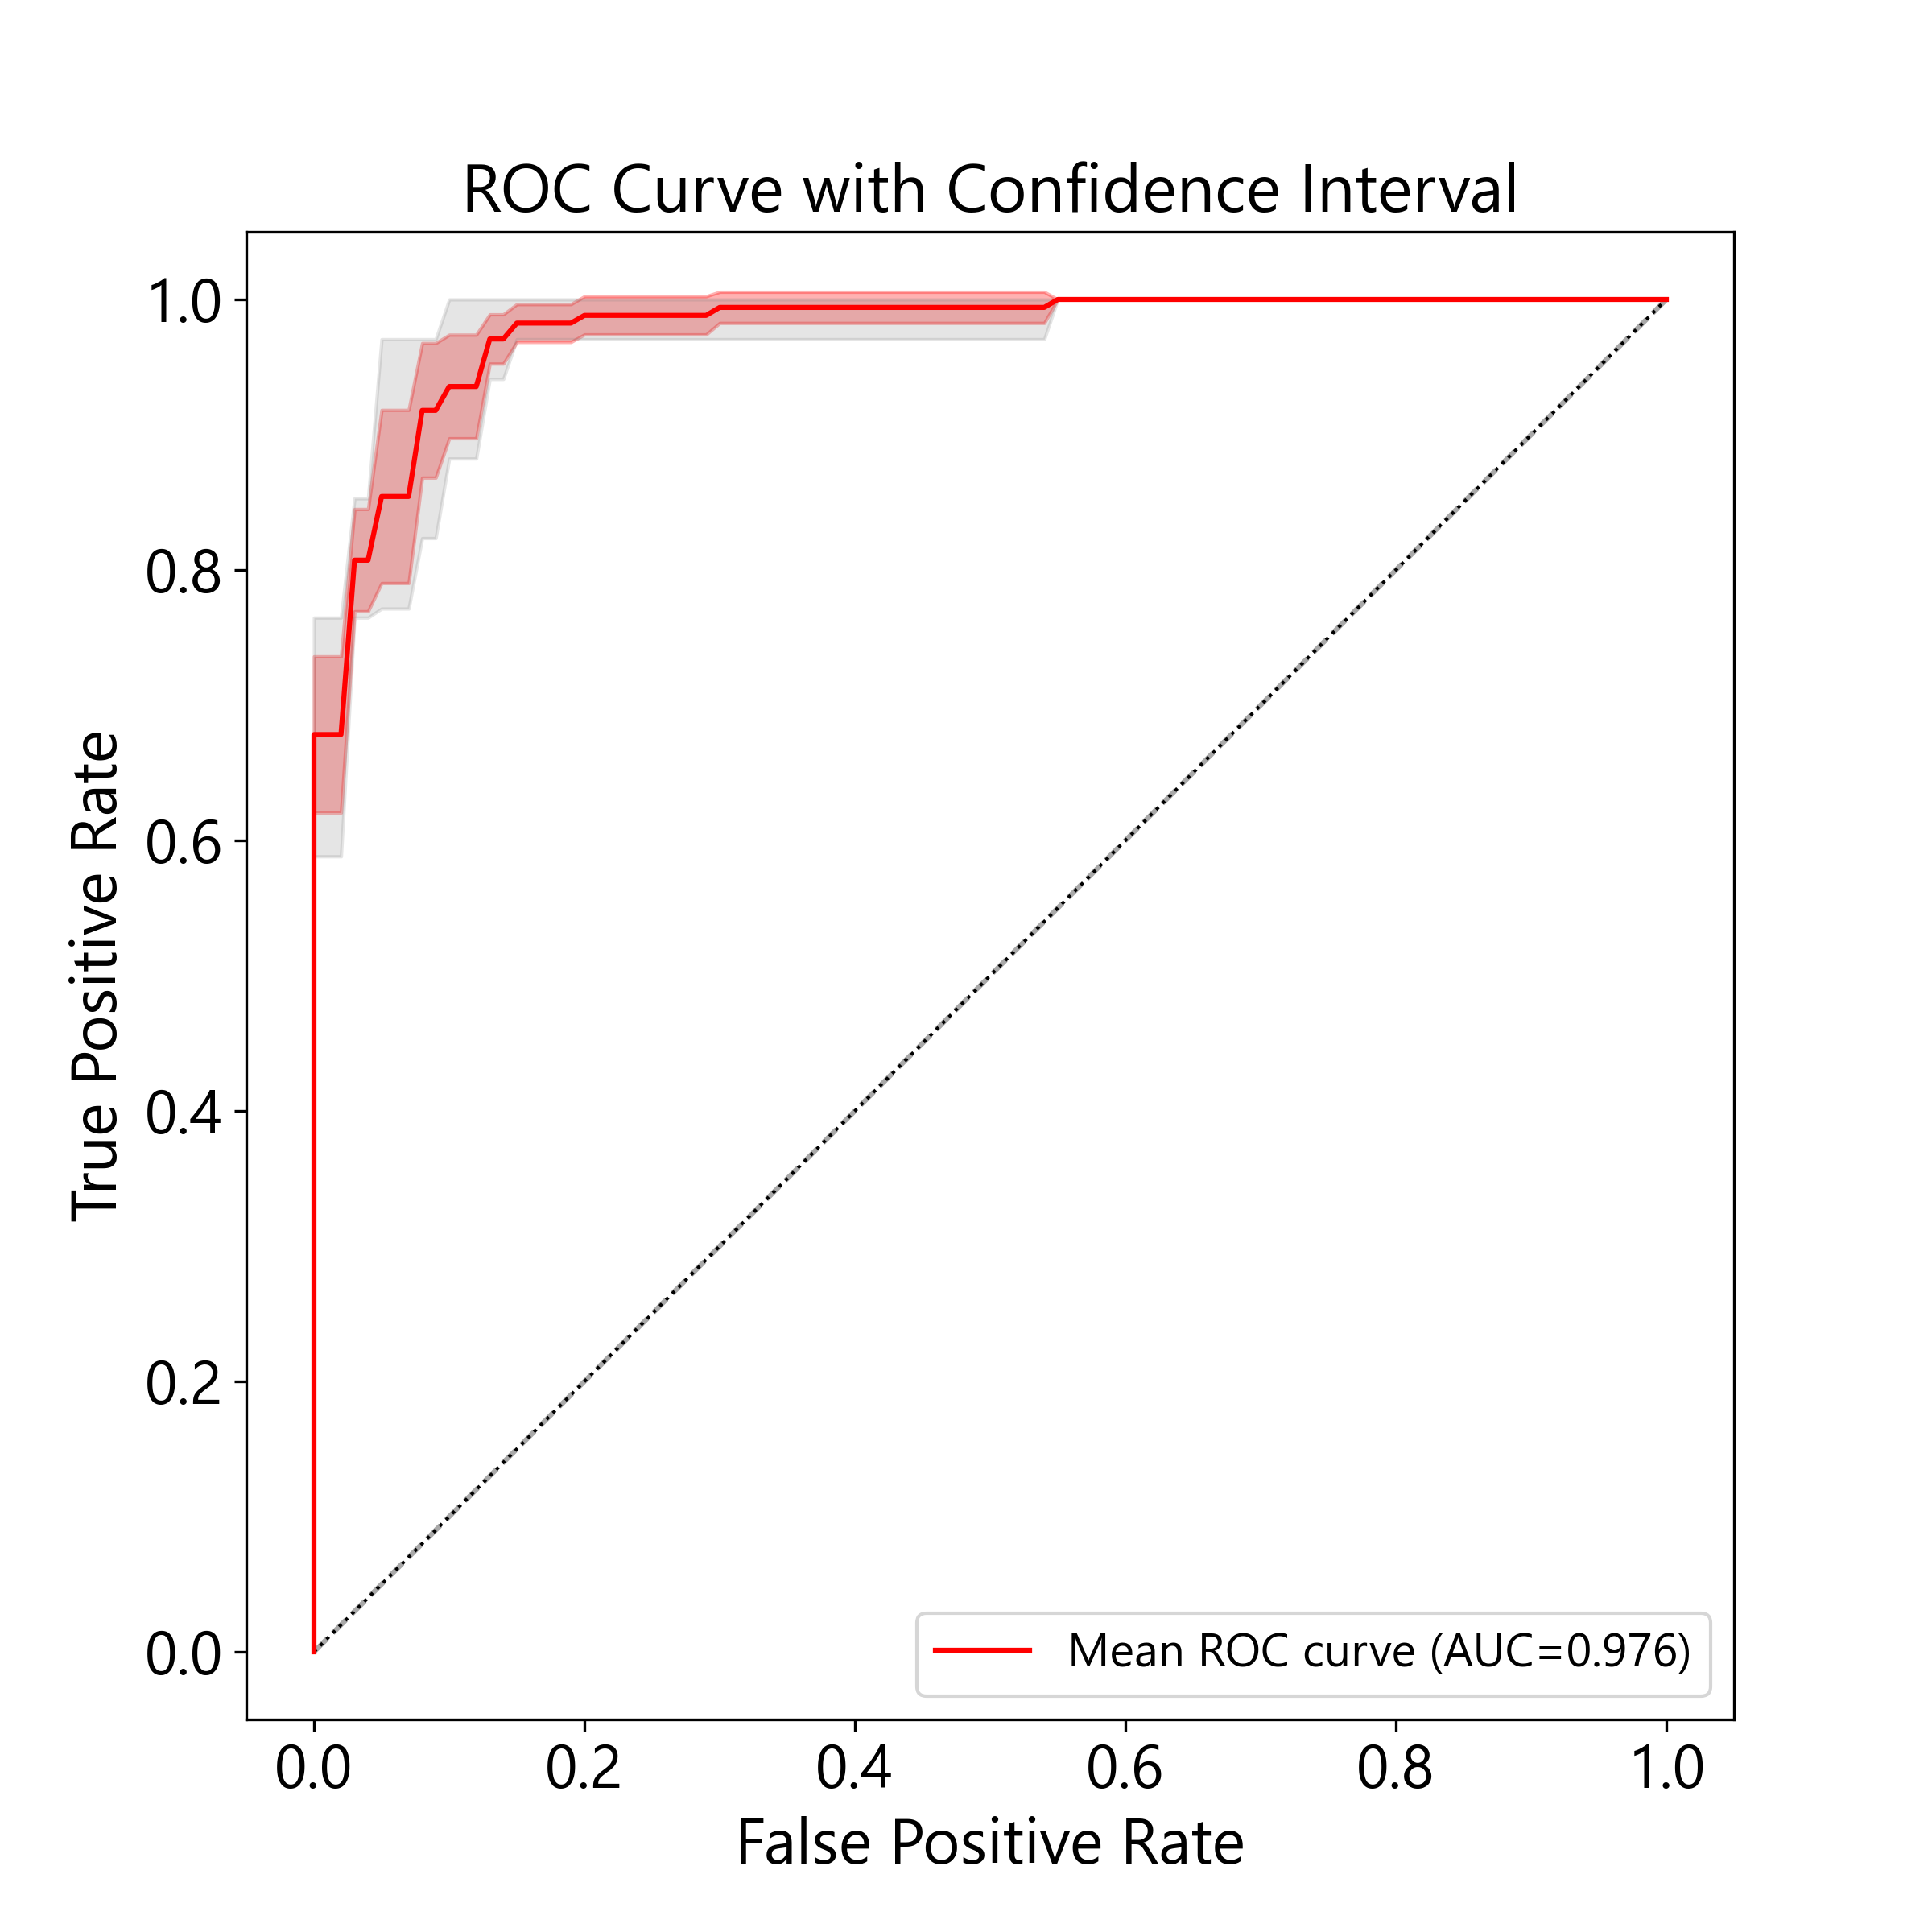 ROC Curve with Confidence Interval
True Positive Rate
1.0
0.8
0.6
0.4
0.2
0.0
Mean ROC curve (AUC=0.976)
0.0 0.2 0.4 0.6 0.8 1.0
False Positive Rate